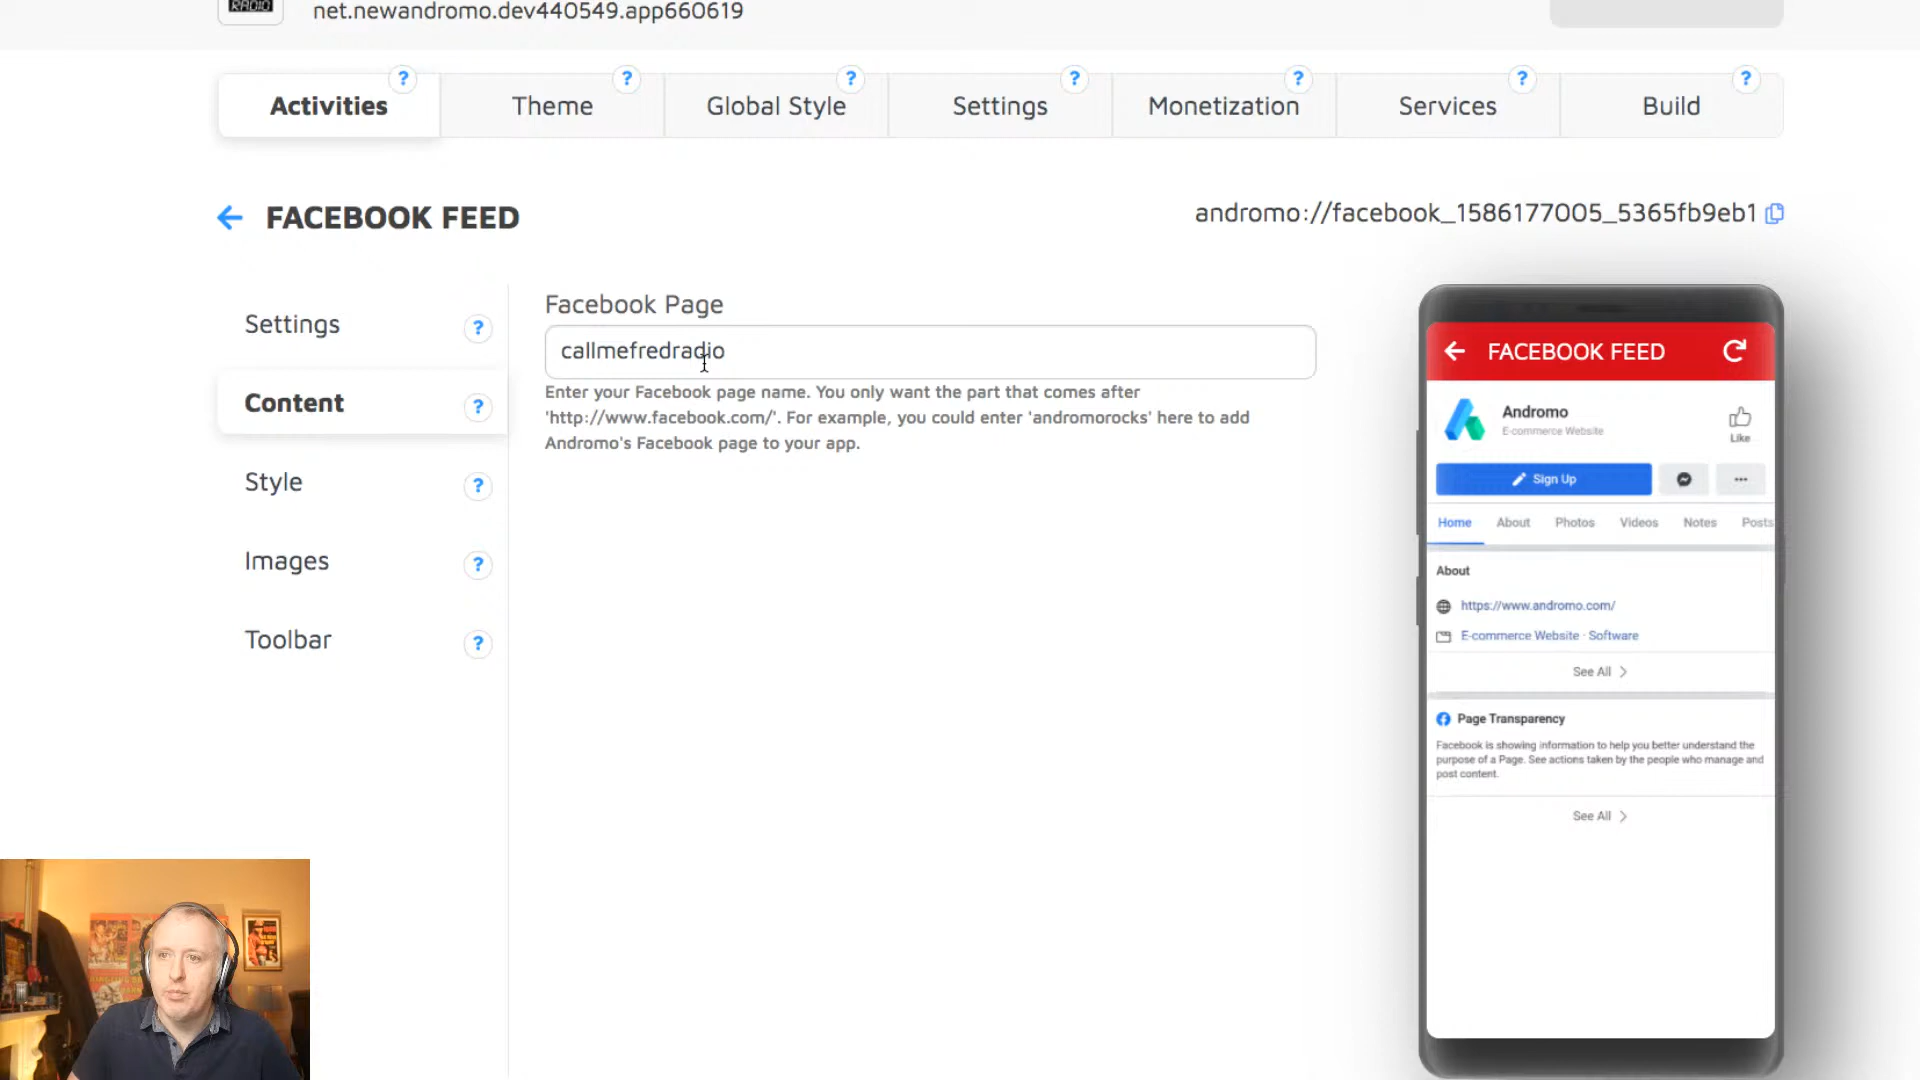 RADIO
net.newandromo.dev440549.app660619
Activities ?
Theme ?
Global Style ?
Settings ?
Monetization ?
Services ?
Build ?
FACEBOOK FEED
andromo://facebook_1586177005_5365fb9eb1
Settings ?
Content ?
Style ?
Images ?
Toolbar ?
Facebook Page
callmefredradio
Enter your Facebook page name. You only want the part that comes after
'http://www.facebook.com/'. For example, you could enter 'andromorocks' here to add
Andromo's Facebook page to your app.
FACEBOOK FEED
Andromo
E-commerce Website
Like
Sign Up
Home About Photos Videos Notes Posts
About
https://www.andromo.com/
E-commerce Website · Software
See All
Page Transparency
Facebook is showing information to help you better understand the
purpose of a Page. See actions taken by the people who manage and
post content.
See All